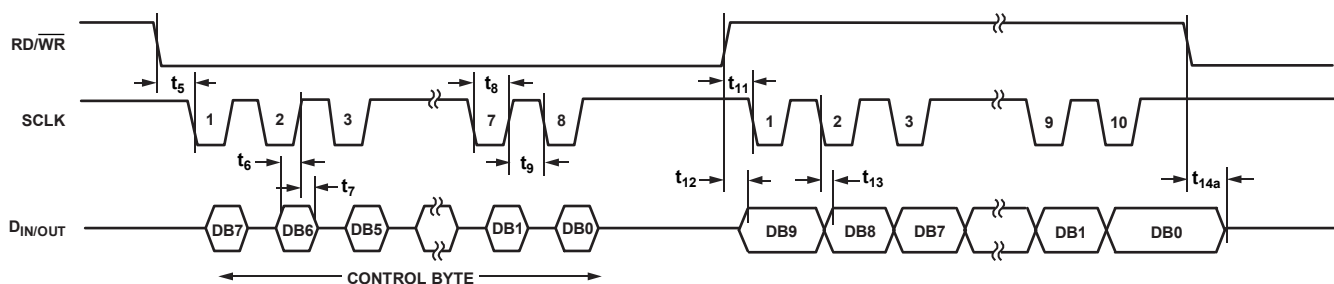 RD/WR
t5
t11
t8
SCLK
1 2 3 7 8 1 2 3 9 10
t6
t7
t9
t12
t13
t14a
DIN/OUT
DB7 DB6 DB5 DB1 DB0 DB9 DB8 DB7 DB1 DB0
CONTROL BYTE